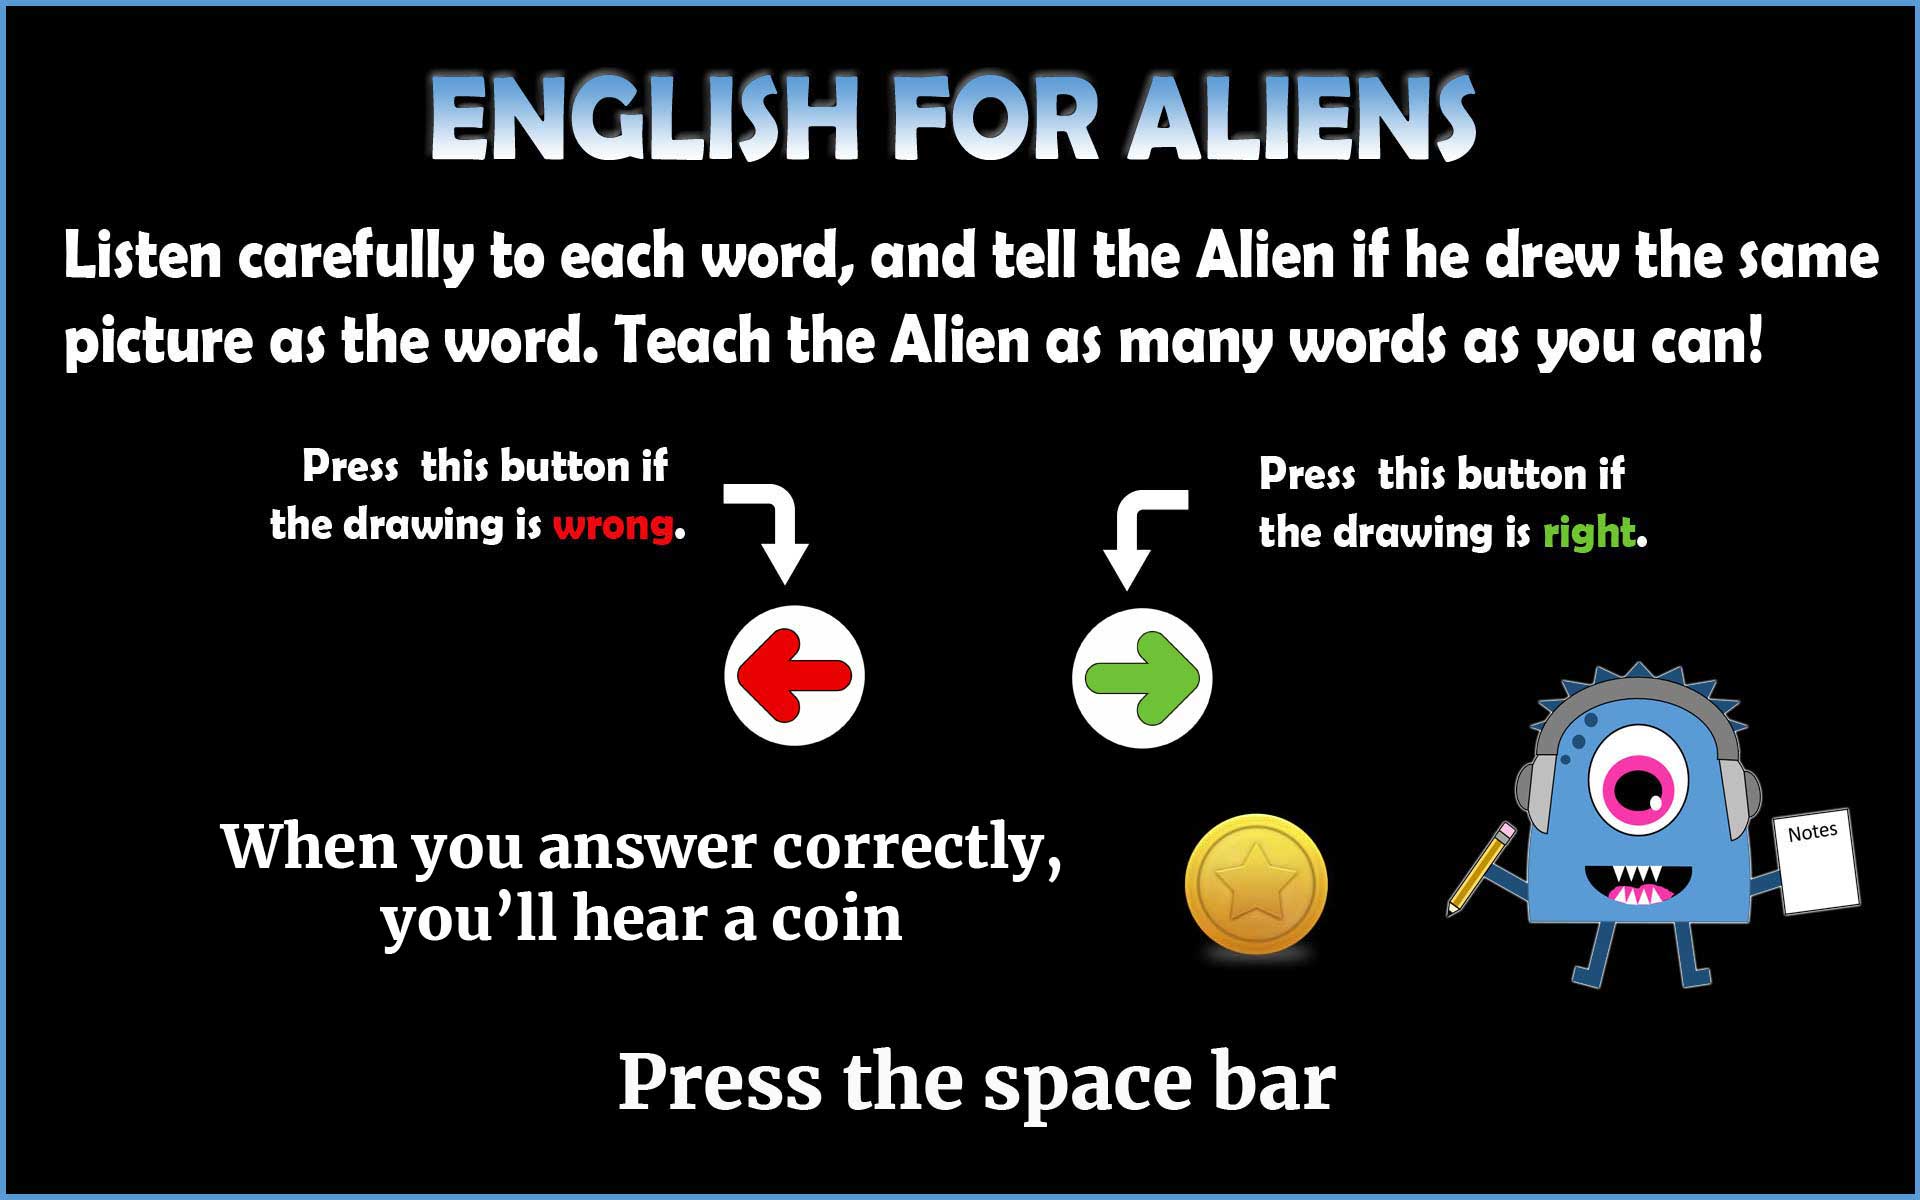 ENGLISH FOR ALIENS
Listen carefully to each word, and tell the Alien if he drew the same
picture as the word. Teach the Alien as many words as you can!
Press  this button if
the drawing is wrong.
Press  this button if
the drawing is right.
Notes
When you answer correctly,
you’ll hear a coin
Press the space bar